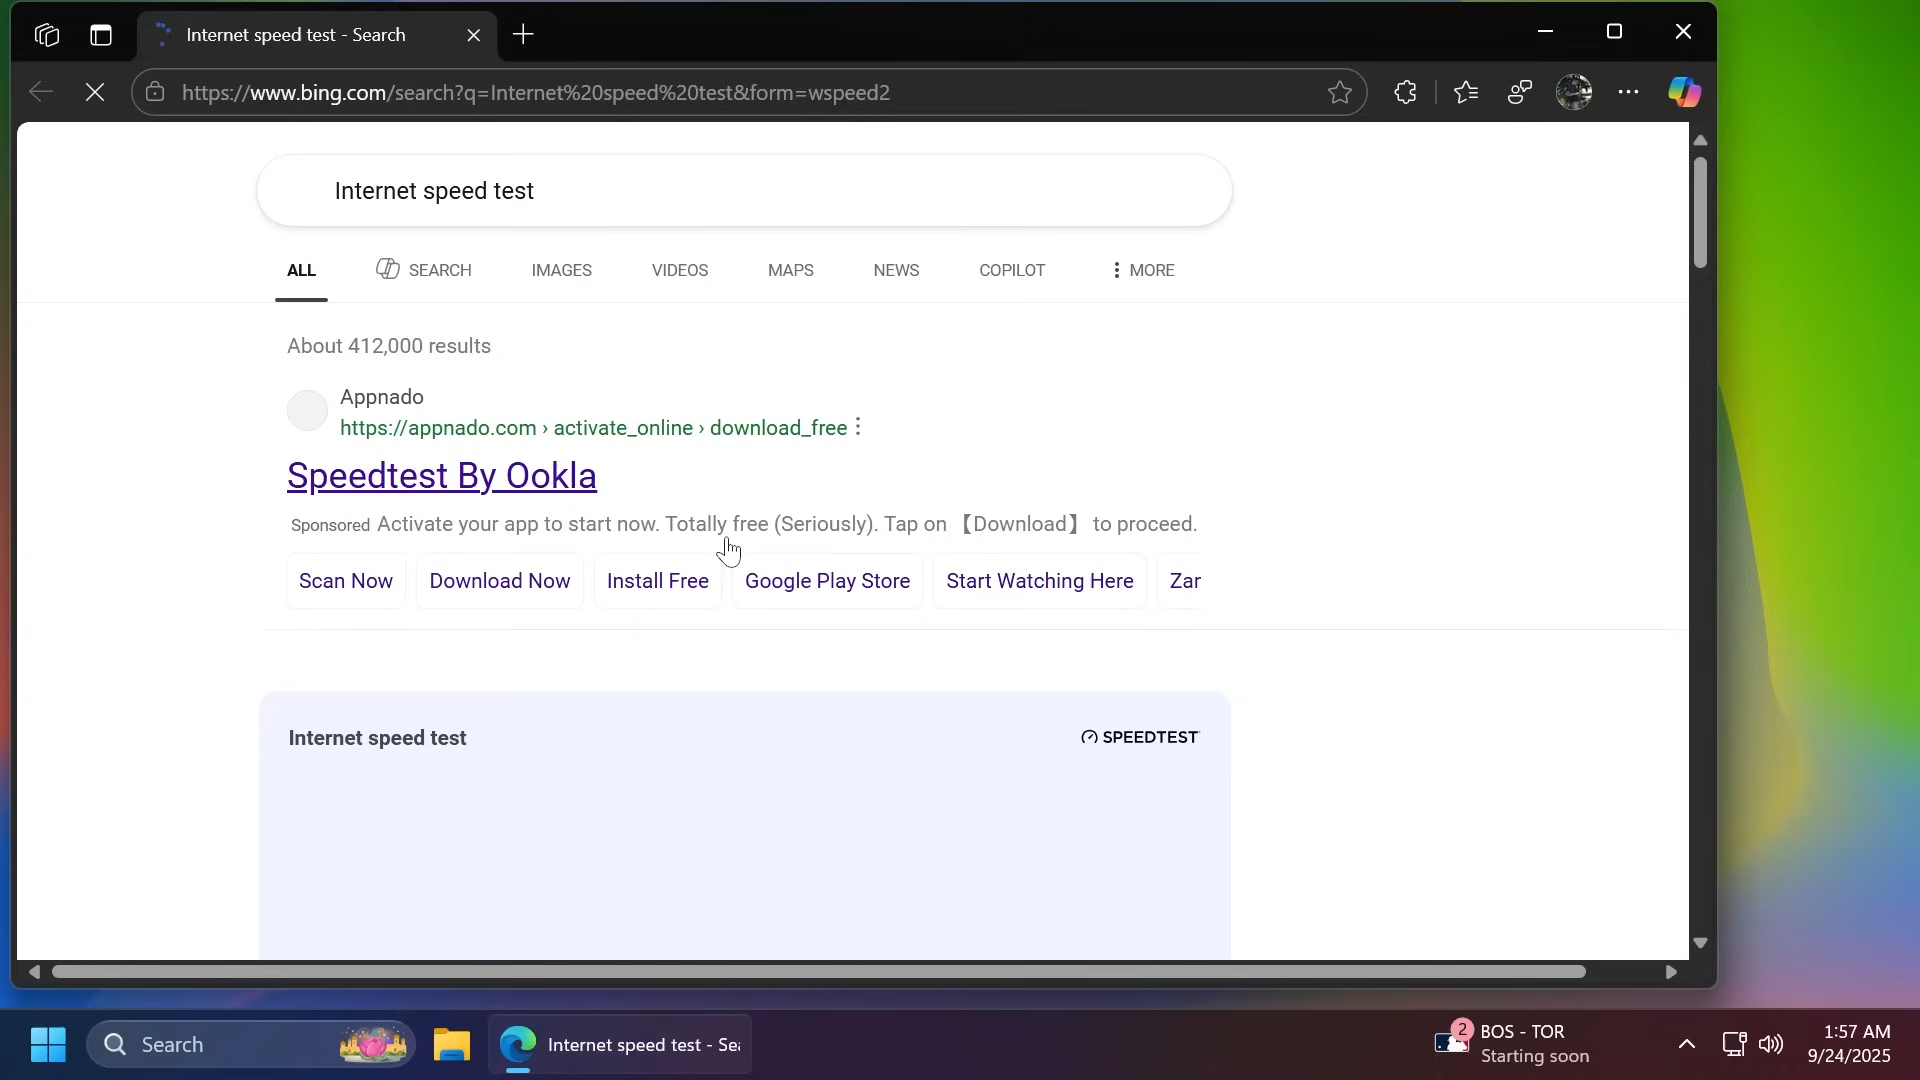 Internet speed test - Search
https://www.bing.com/search?q=Internet%20speed%20test&form=wspeed2
Internet speed test
ALL SEARCH IMAGES VIDEOS MAPS NEWS COPILOT MORE
About 412,000 results
Appnado
https://appnado.com › activate_online › download_free
Speedtest By Ookla
Sponsored Activate your app to start now. Totally free (Seriously). Tap on 【Download】 to proceed.
Scan Now Download Now Install Free Google Play Store Start Watching Here Zar
Internet speed test SPEEDTEST
Search Internet speed test - Sea 2 BOS - TOR 1:57 AM
Starting soon 9/24/2025